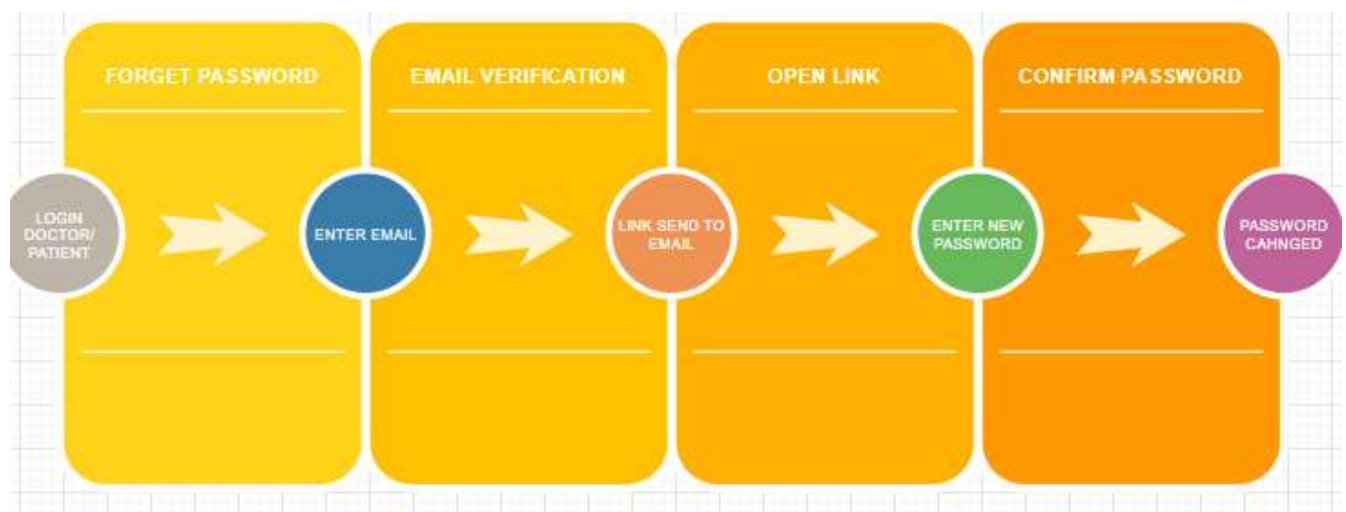 FORGET PASSWORD
EMAIL VERIFICATION
OPEN LINK
CONFIRM PASSWORD
LOGIN
DOCTOR/
PATIENT
ENTER EMAIL
LINK SEND TO
EMAIL
ENTER NEW
PASSWORD
PASSWORD
CAHNGED